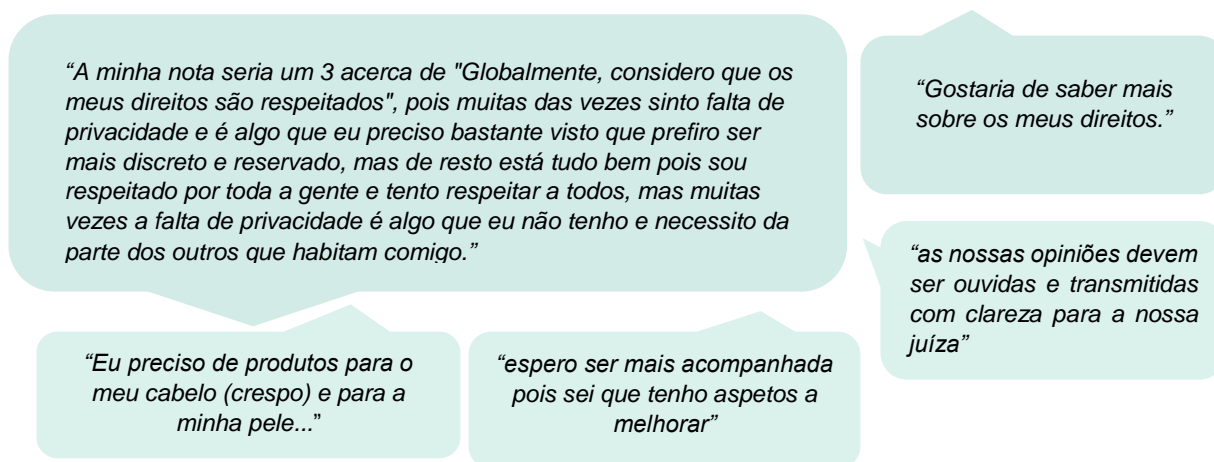 “A minha nota seria um 3 acerca de "Globalmente, considero que os
meus direitos são respeitados", pois muitas das vezes sinto falta de
privacidade e é algo que eu preciso bastante visto que prefiro ser
mais discreto e reservado, mas de resto está tudo bem pois sou
respeitado por toda a gente e tento respeitar a todos, mas muitas
vezes a falta de privacidade é algo que eu não tenho e necessito da
parte dos outros que habitam comigo.”
“Gostaria de saber mais
sobre os meus direitos.”
“as nossas opiniões devem
ser ouvidas e transmitidas
com clareza para a nossa
juíza”
“Eu preciso de produtos para o
meu cabelo (crespo) e para a
minha pele...”
“espero ser mais acompanhada
pois sei que tenho aspetos a
melhorar”